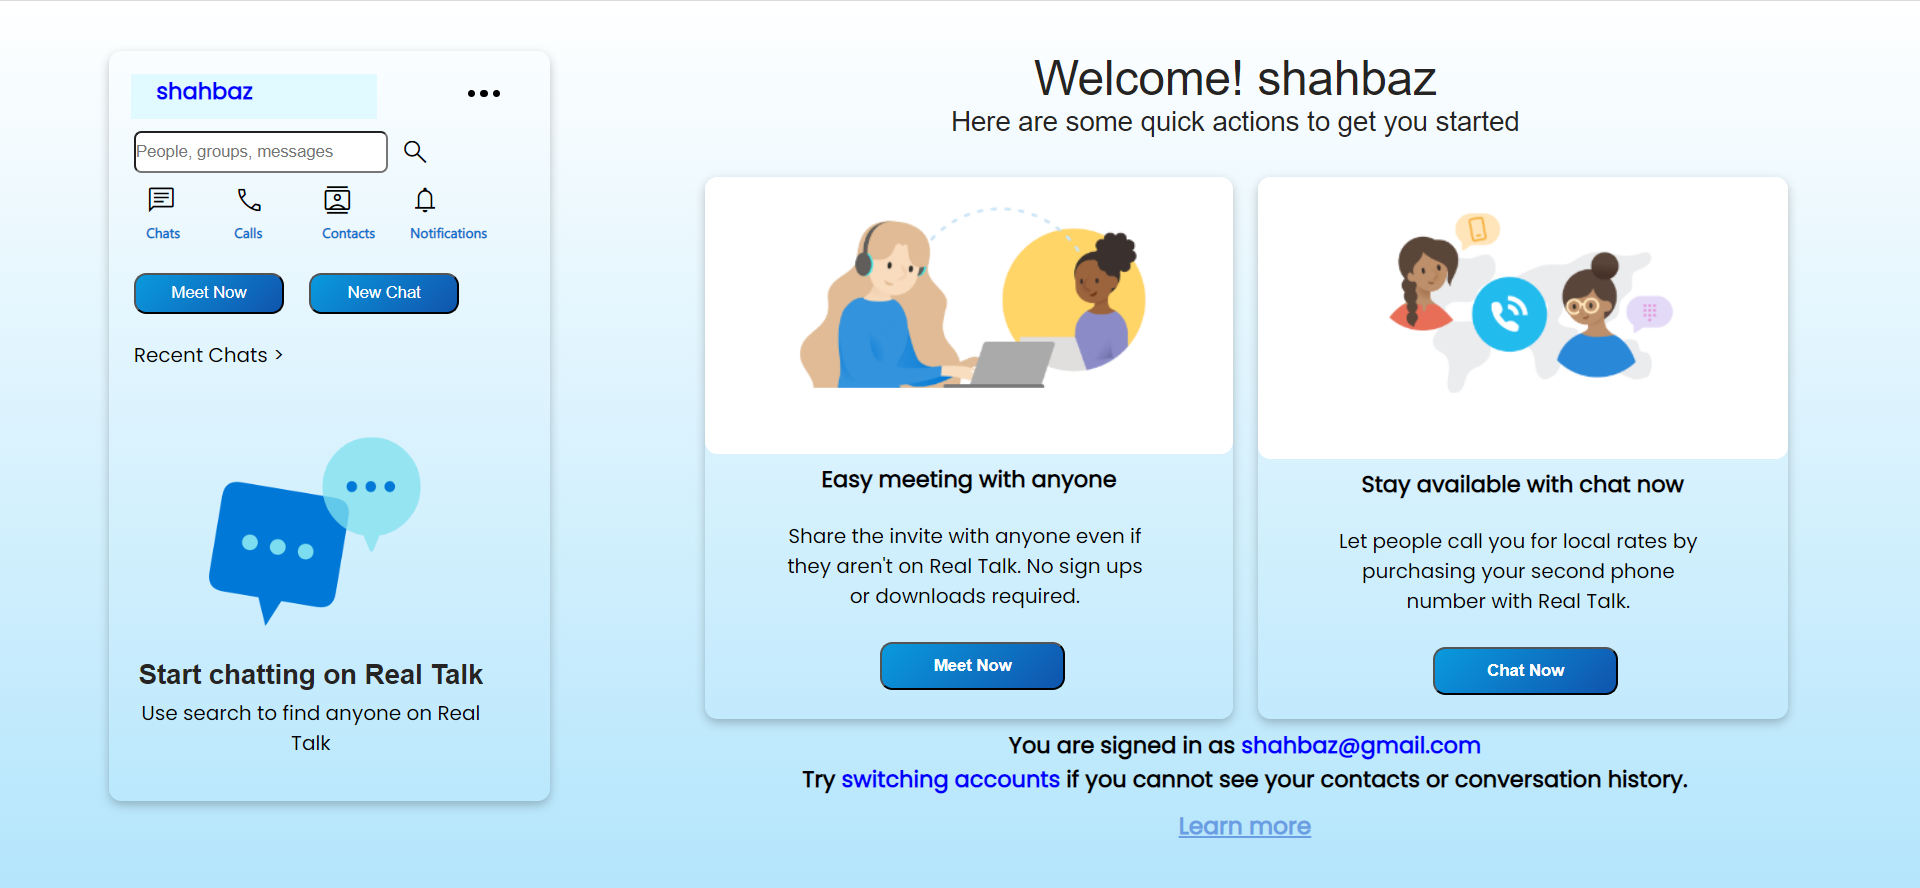 shahbaz
People, groups, messages
Chats
Calls
Contacts
Notifications
Meet Now
New Chat
Recent Chats >
Start chatting on Real Talk
Use search to find anyone on Real
Talk
Welcome! shahbaz
Here are some quick actions to get you started
Easy meeting with anyone
Share the invite with anyone even if
they aren't on Real Talk. No sign ups
or downloads required.
Meet Now
Stay available with chat now
Let people call you for local rates by
purchasing your second phone
number with Real Talk.
Chat Now
You are signed in as shahbaz@gmail.com
Try switching accounts if you cannot see your contacts or conversation history.
Learn more